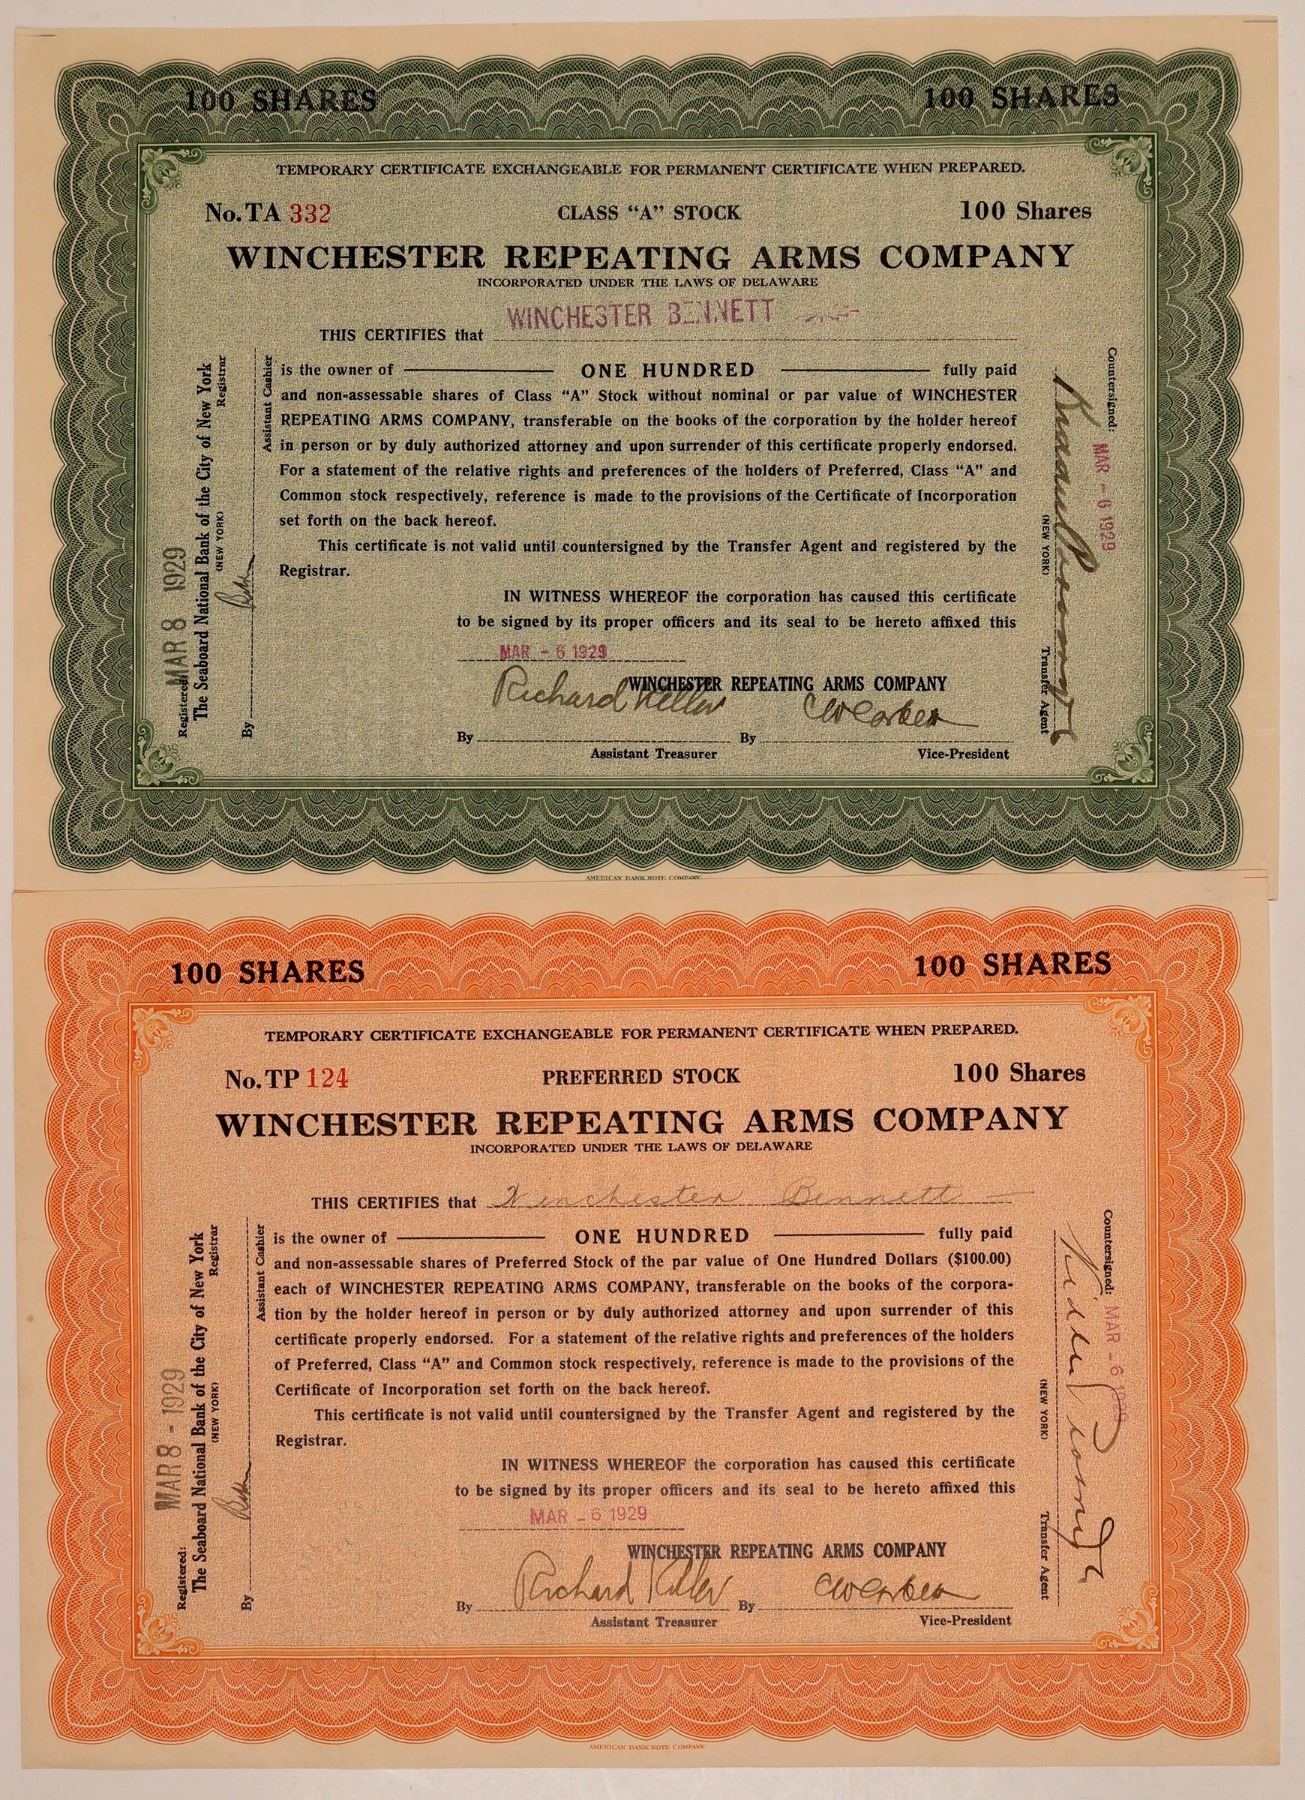 100 SHARES 100 SHARES
TEMPORARY CERTIFICATE EXCHANGEABLE FOR PERMANENT CERTIFICATE WHEN PREPARED.
No. TA 332 CLASS “A” STOCK 100 Shares
WINCHESTER REPEATING ARMS COMPANY
INCORPORATED UNDER THE LAWS OF DELAWARE
THIS CERTIFIES that WINCHESTER BENNETT
is the owner of ONE HUNDRED fully paid
and non-assessable shares of Class “A” Stock without nominal or par value of WINCHESTER
REPEATING ARMS COMPANY, transferable on the books of the corporation by the holder hereof
in person or by duly authorized attorney and upon surrender of this certificate properly endorsed.
For a statement of the relative rights and preferences of the holders of Preferred, Class “A” and
Common stock respectively, reference is made to the provisions of the Certificate of Incorporation
set forth on the back hereof.
This certificate is not valid until countersigned by the Transfer Agent and registered by the
Registrar.
IN WITNESS WHEREOF the corporation has caused this certificate
to be signed by its proper officers and its seal to be hereto affixed this
MAR - 6 1929
WINCHESTER REPEATING ARMS COMPANY
By Richard Keller By
Assistant Treasurer Vice-President
Registered: MAR 8 1929
The Seaboard National Bank of the City of New York
(NEW YORK) Registrar
By
Assistant Cashier
Countersigned: MAR - 6 1929
(NEW YORK) Transfer Agent
AMERICAN BANK NOTE COMPANY.
100 SHARES 100 SHARES
TEMPORARY CERTIFICATE EXCHANGEABLE FOR PERMANENT CERTIFICATE WHEN PREPARED.
No. TP 124 PREFERRED STOCK 100 Shares
WINCHESTER REPEATING ARMS COMPANY
INCORPORATED UNDER THE LAWS OF DELAWARE
THIS CERTIFIES that Winchester Bennett
is the owner of ONE HUNDRED fully paid
and non-assessable shares of Preferred Stock of the par value of One Hundred Dollars ($100.00)
each of WINCHESTER REPEATING ARMS COMPANY, transferable on the books of the corpora-
tion by the holder hereof in person or by duly authorized attorney and upon surrender of this
certificate properly endorsed. For a statement of the relative rights and preferences of the holders
of Preferred, Class “A” and Common stock respectively, reference is made to the provisions of the
Certificate of Incorporation set forth on the back hereof.
This certificate is not valid until countersigned by the Transfer Agent and registered by the
Registrar.
IN WITNESS WHEREOF the corporation has caused this certificate
to be signed by its proper officers and its seal to be hereto affixed this
MAR - 6 1929
WINCHESTER REPEATING ARMS COMPANY
By Richard Keller By
Assistant Treasurer Vice-President
Registered: MAR 8 - 1929
The Seaboard National Bank of the City of New York
(NEW YORK) Registrar
By
Assistant Cashier
Countersigned: MAR - 6 1929
(NEW YORK) Transfer Agent
AMERICAN BANK NOTE COMPANY.